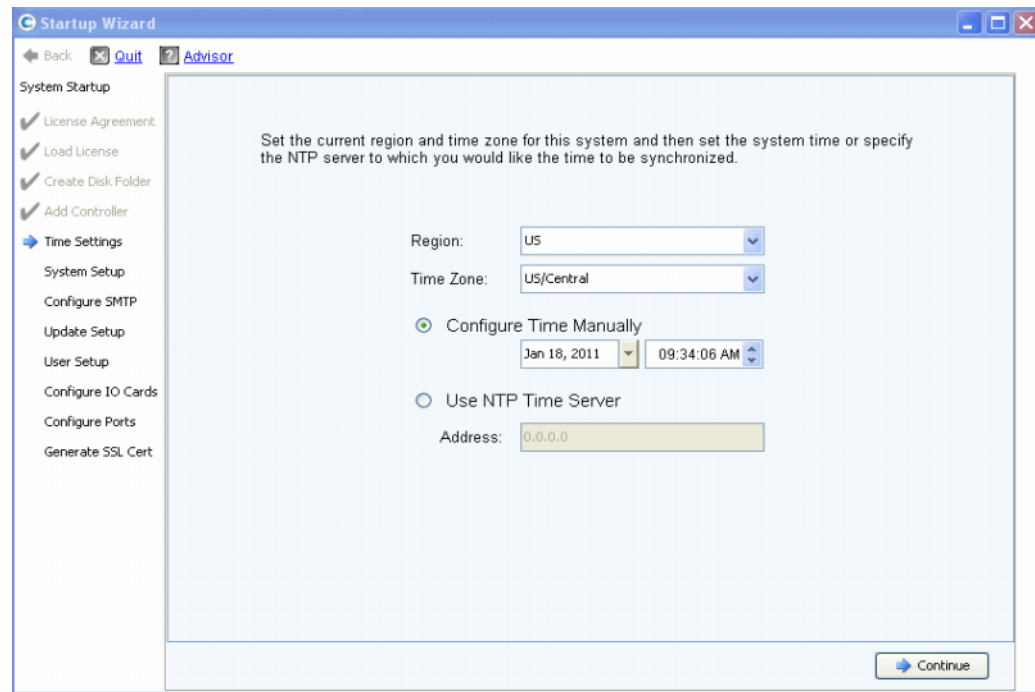 Startup Wizard
Back Quit Advisor
System Startup
License Agreement
Load License
Create Disk Folder
Add Controller
Time Settings
System Setup
Configure SMTP
Update Setup
User Setup
Configure IO Cards
Configure Ports
Generate SSL Cert
Set the current region and time zone for this system and then set the system time or specify
the NTP server to which you would like the time to be synchronized.
Region: US
Time Zone: US/Central
Configure Time Manually
Jan 18, 2011 09:34:06 AM
Use NTP Time Server
Address: 0.0.0.0
Continue